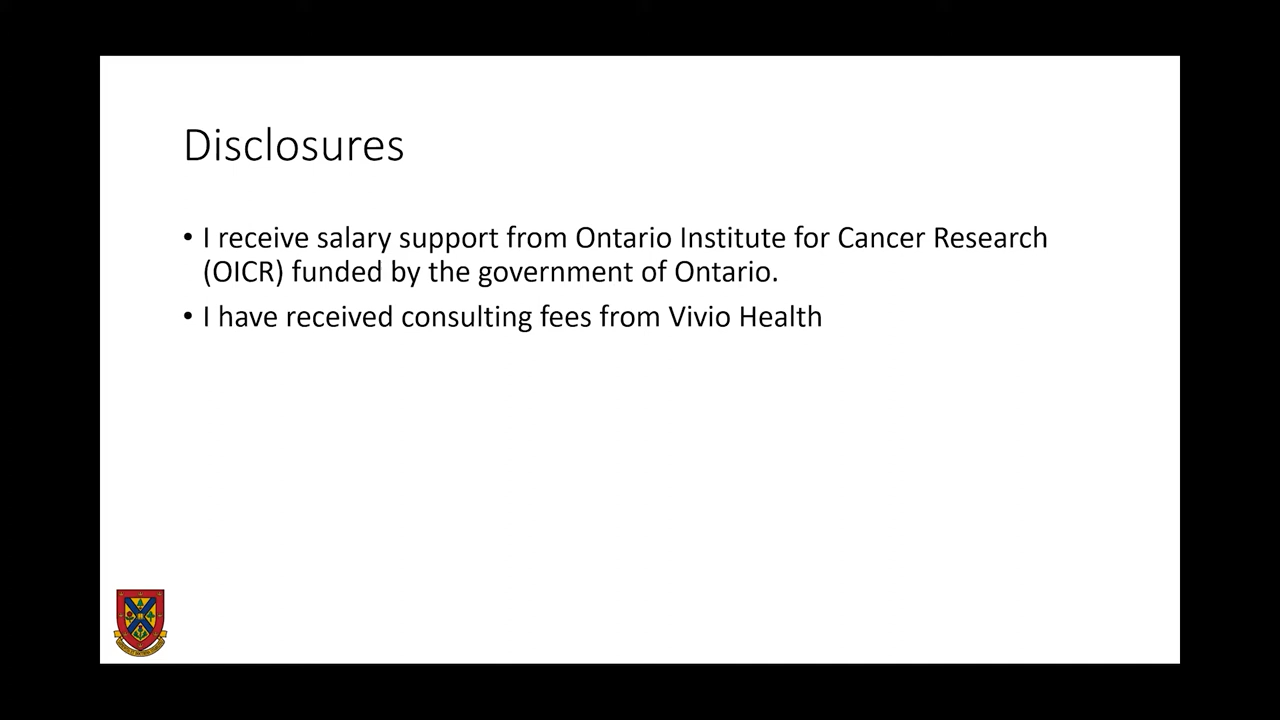 Disclosures
• I receive salary support from Ontario Institute for Cancer Research
(OICR) funded by the government of Ontario.
• I have received consulting fees from Vivio Health